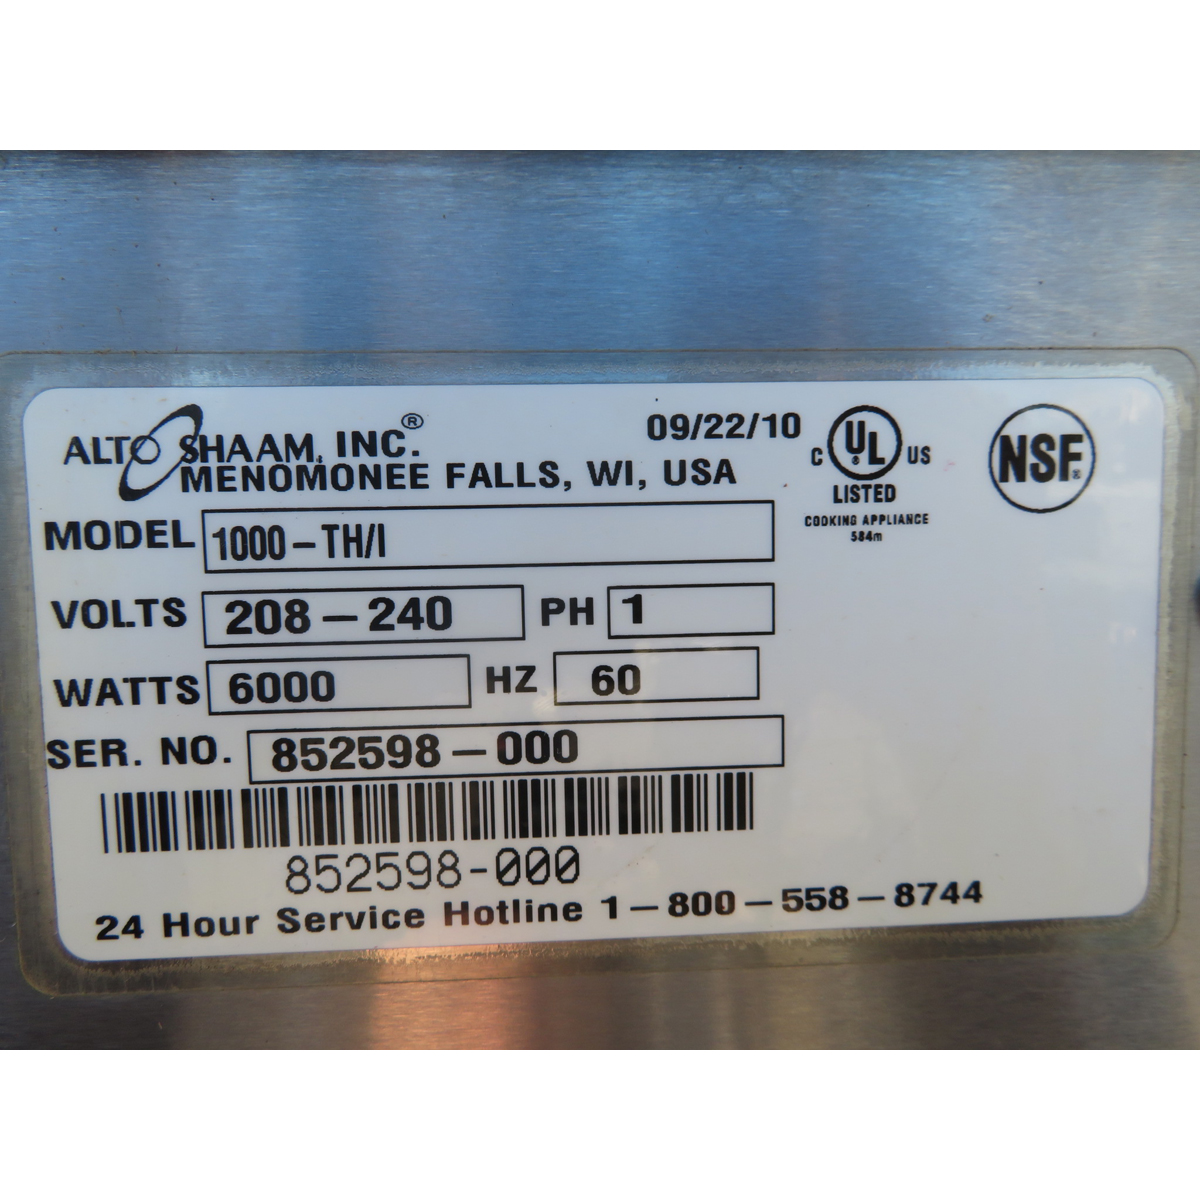 ALTO SHAAM, INC.® 09/22/10
MENOMONEE FALLS, WI, USA
C UL® US
LISTED
COOKING APPLIANCE
584m
NSF®
MODEL 1000-TH/I
VOLTS 208-240 PH 1
WATTS 6000 HZ 60
SER. NO. 852598-000
852598-000
24 Hour Service Hotline 1-800-558-8744